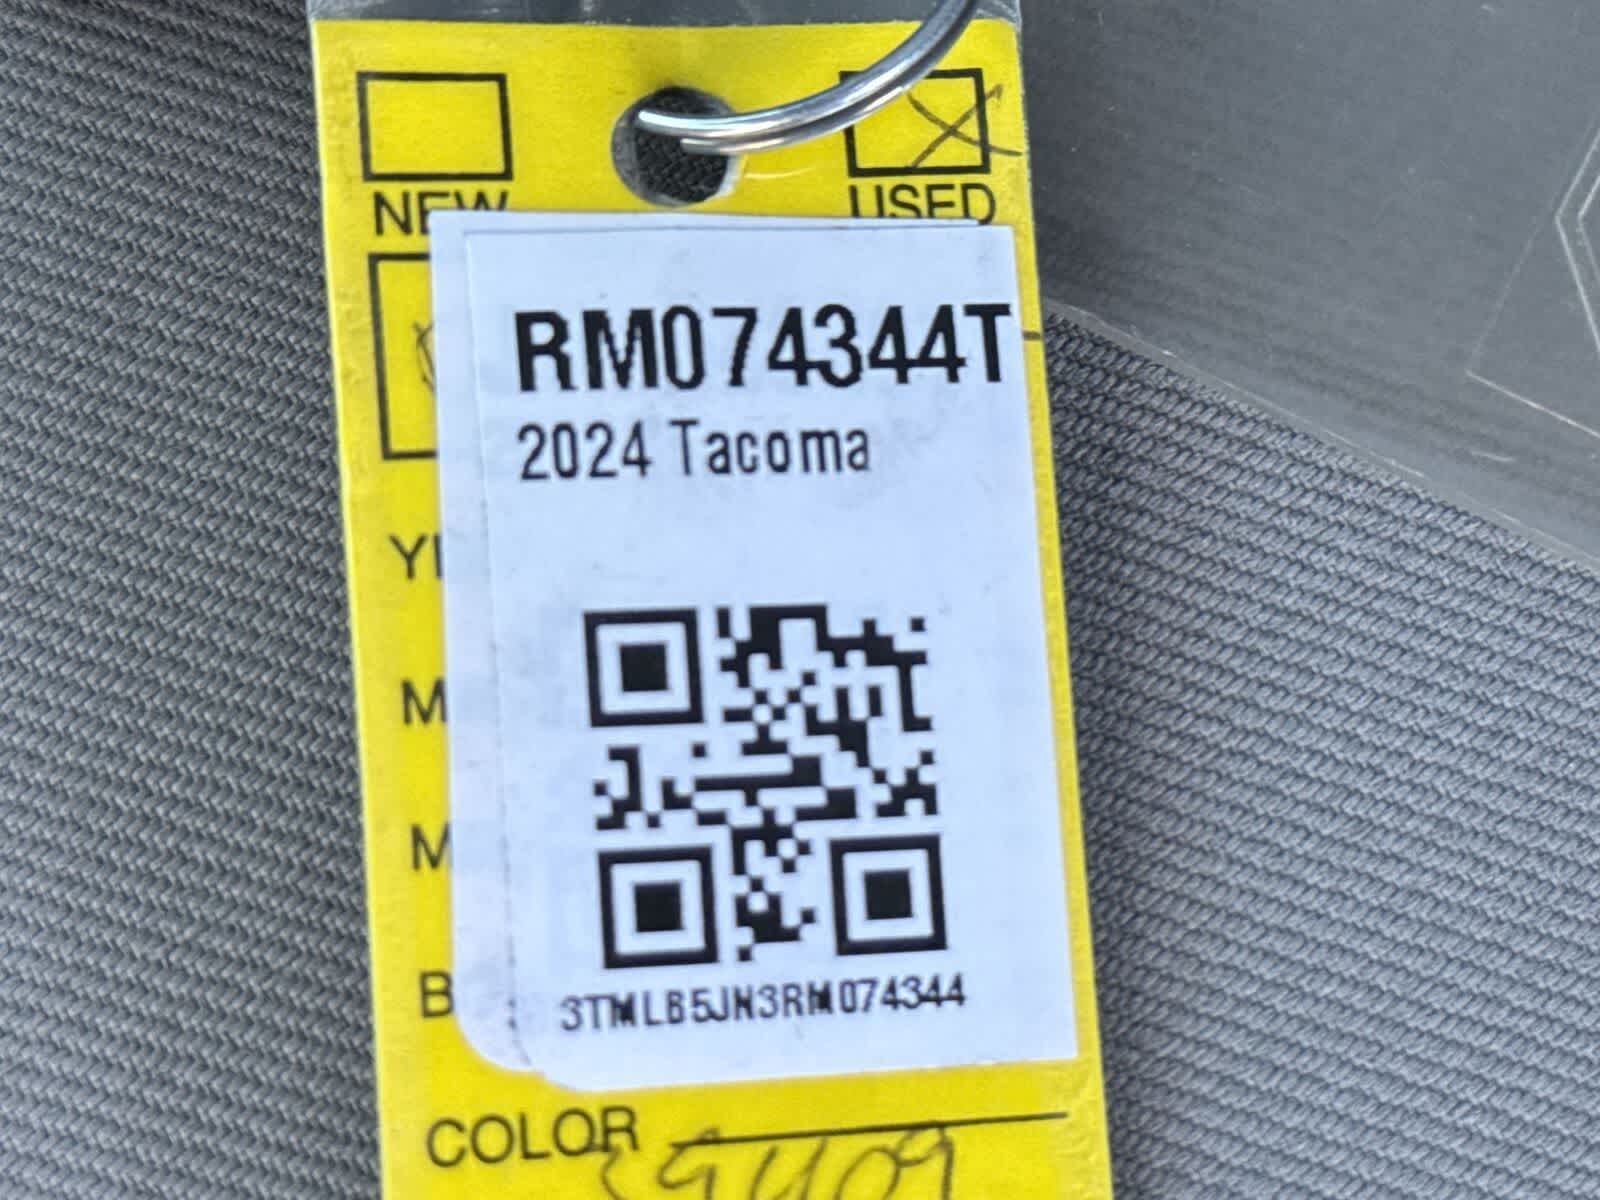 NEW
USED
RM074344T
2024 Tacoma
3TMLB5JN3RM074344
COLOR